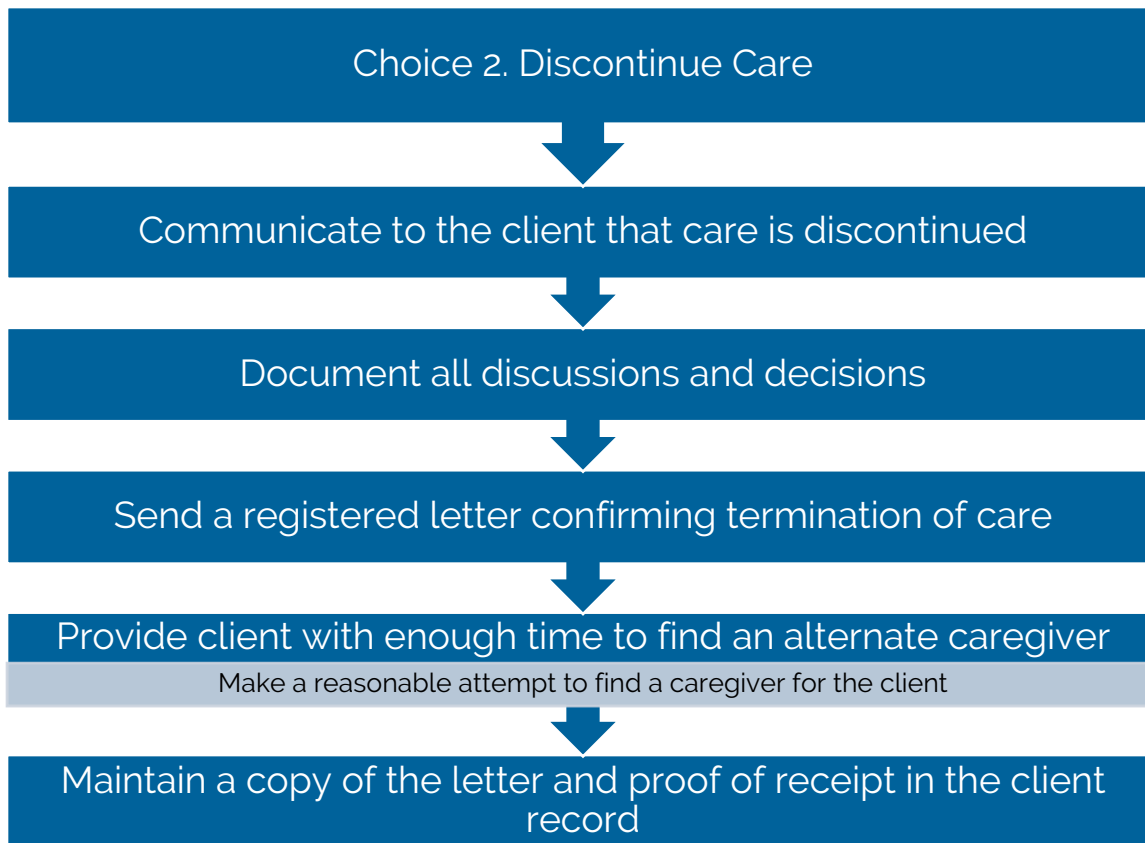 Choice 2. Discontinue Care
Communicate to the client that care is discontinued
Document all discussions and decisions
Send a registered letter confirming termination of care
Provide client with enough time to find an alternate caregiver
Make a reasonable attempt to find a caregiver for the client
Maintain a copy of the letter and proof of receipt in the client
record